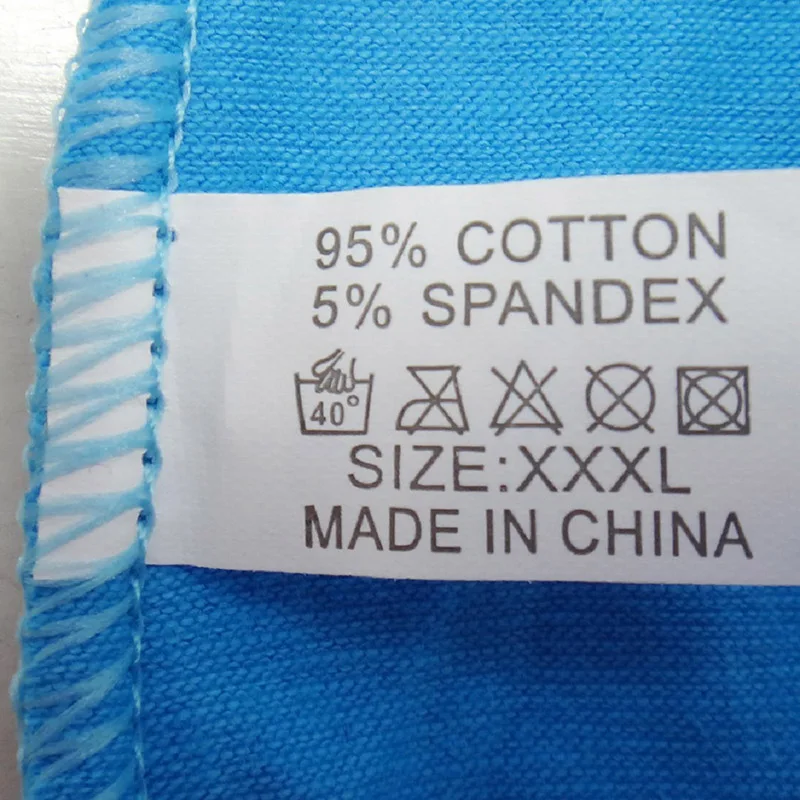 95% COTTON
5% SPANDEX
40°
SIZE:XXXL
MADE IN CHINA